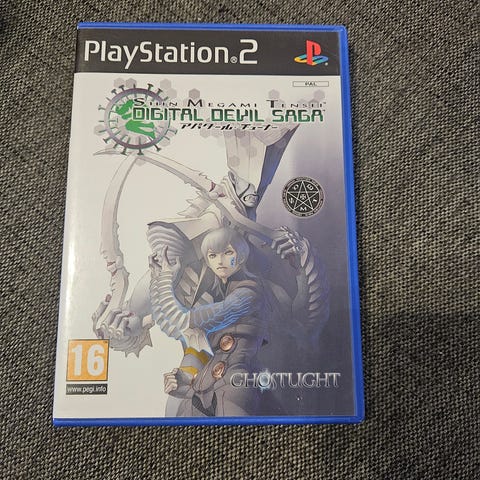 PlayStation®2
PAL
SHIN MEGAMI TENSEI®
DIGITAL DEVIL SAGA
アバタール・チューナー
16
www.pegi.info
GHOSTLIGHT